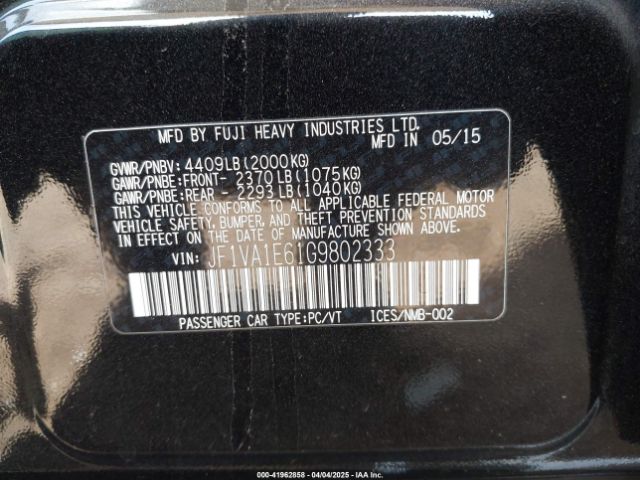 MFD BY FUJI HEAVY INDUSTRIES LTD.
MFD IN 05/15
GVWR/PNBV: 4409LB(2000KG)
GAWR/PNBE:FRONT- 2370LB(1075KG)
GAWR/PNBE:REAR - 2293LB(1040KG)
THIS VEHICLE CONFORMS TO ALL APPLICABLE FEDERAL MOTOR
VEHICLE SAFETY, BUMPER, AND THEFT PREVENTION STANDARDS
IN EFFECT ON THE DATE OF MANUFACTURE SHOWN ABOVE.
VIN: JF1VA1E61G9802333
PASSENGER CAR TYPE:PC/VT ICES/NMB-002
000-41962858 - 04/04/2025 - IAAI.COM